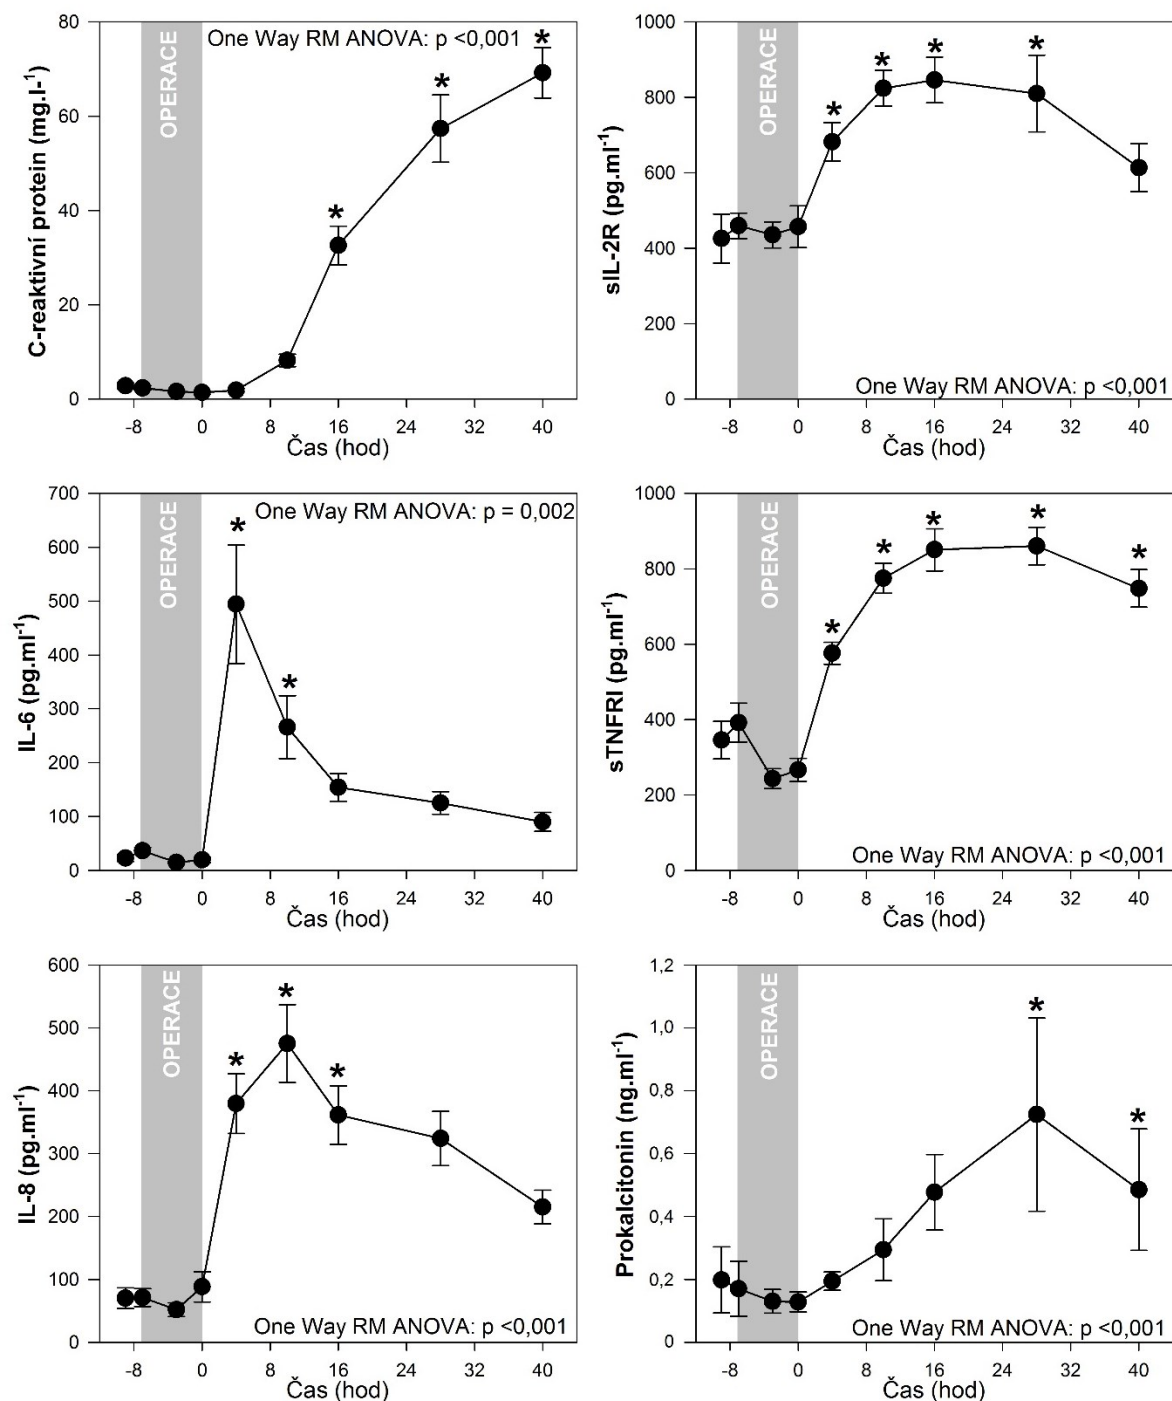 C-reaktivní protein (mg.l-¹)
80
60
40
20
0
OPERACE
One Way RM ANOVA: p <0,001
*
*
*
-8 0 8 16 24 32 40
Čas (hod)
sIL-2R (pg.ml⁻¹)
1000
800
600
400
200
0
OPERACE
*
*
*
*
One Way RM ANOVA: p <0,001
-8 0 8 16 24 32 40
Čas (hod)
IL-6 (pg.ml⁻¹)
700
600
500
400
300
200
100
0
OPERACE
One Way RM ANOVA: p = 0,002
*
*
-8 0 8 16 24 32 40
Čas (hod)
sTNFRI (pg.ml⁻¹)
1000
800
600
400
200
0
OPERACE
*
*
*
*
*
One Way RM ANOVA: p <0,001
-8 0 8 16 24 32 40
Čas (hod)
IL-8 (pg.ml⁻¹)
600
500
400
300
200
100
0
OPERACE
*
*
*
One Way RM ANOVA: p <0,001
-8 0 8 16 24 32 40
Čas (hod)
Prokalcitonin (ng.ml⁻¹)
1,2
1,0
0,8
0,6
0,4
0,2
0,0
OPERACE
*
*
One Way RM ANOVA: p <0,001
-8 0 8 16 24 32 40
Čas (hod)